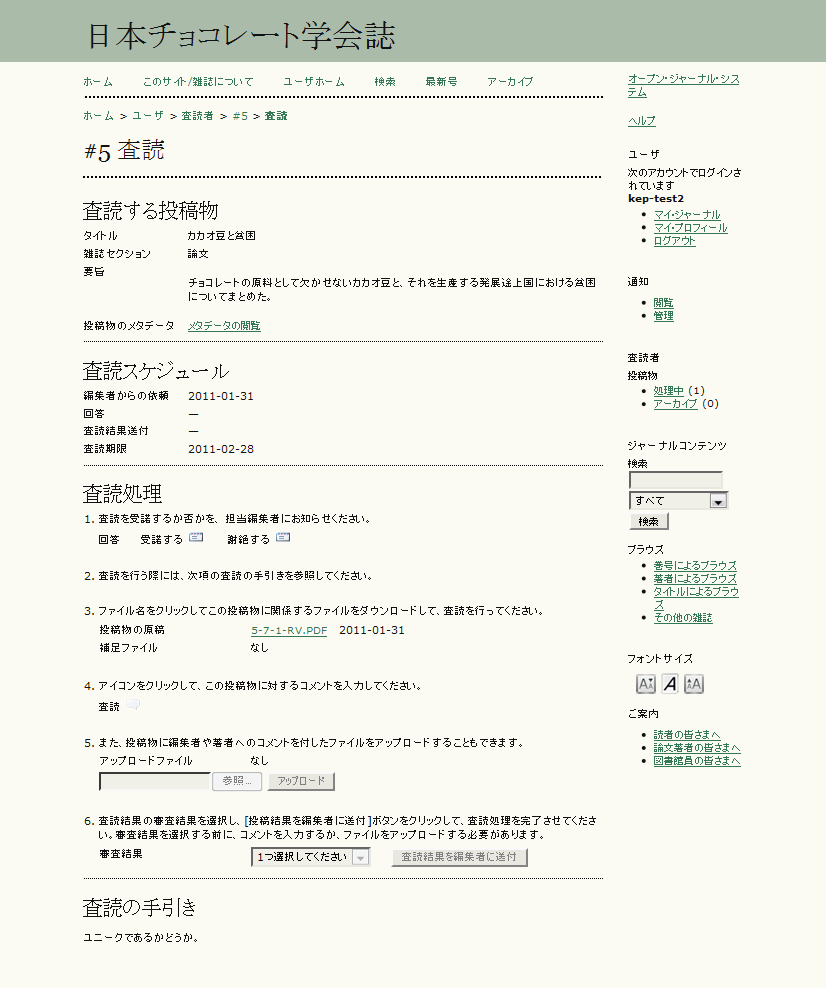 日本チョコレート学会誌
ホーム このサイト/雑誌について ユーザホーム 検索 最新号 アーカイブ
ホーム > ユーザ > 査読者 > #5 > 査読
#5 査読
査読する投稿物
タイトル カカオ豆と貧困
雑誌セクション 論文
要旨
チョコレートの原料として欠かせないカカオ豆と、それを生産する発展途上国における貧困
についてまとめた。
投稿物のメタデータ メタデータの閲覧
査読スケジュール
編集者からの依頼 2011-01-31
回答 —
査読結果送付 —
査読期限 2011-02-28
査読処理
1. 査読を受諾するか否かを、担当編集者にお知らせください。
回答 受諾する 謝絶する
2. 査読を行う際には、次項の査読の手引きを参照してください。
3. ファイル名をクリックしてこの投稿物に関係するファイルをダウンロードして、査読を行ってください。
投稿物の原稿 5-7-1-RV.PDF 2011-01-31
補足ファイル なし
4. アイコンをクリックして、この投稿物に対するコメントを入力してください。
査読
5. また、投稿物に編集者や著者へのコメントを付したファイルをアップロードすることもできます。
アップロードファイル なし
参照... アップロード
6. 査読結果の審査結果を選択し、[投稿結果を編集者に送付]ボタンをクリックして、査読処理を完了させてくださ
い。審査結果を選択する前に、コメントを入力するか、ファイルをアップロードする必要があります。
審査結果 1つ選択してください 査読結果を編集者に送付
査読の手引き
ユニークであるかどうか。
オープン・ジャーナル・シス
テム
ヘルプ
ユーザ
次のアカウントでログインさ
れています
kep-test2
マイ・ジャーナル
マイ・プロフィール
ログアウト
通知
閲覧
管理
査読者
投稿物
処理中 (1)
アーカイブ (0)
ジャーナルコンテンツ
検索
すべて
検索
ブラウズ
巻号によるブラウズ
著者によるブラウズ
タイトルによるブラウ
ズ
その他の雑誌
フォントサイズ
ご案内
読者の皆さまへ
論文著者の皆さまへ
図書館員の皆さまへ